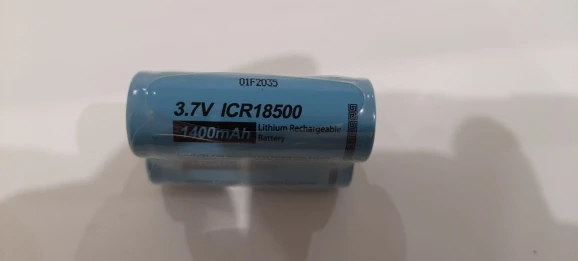 01F2035
3.7V ICR18500
1400mAh Lithium Rechargeable
Battery